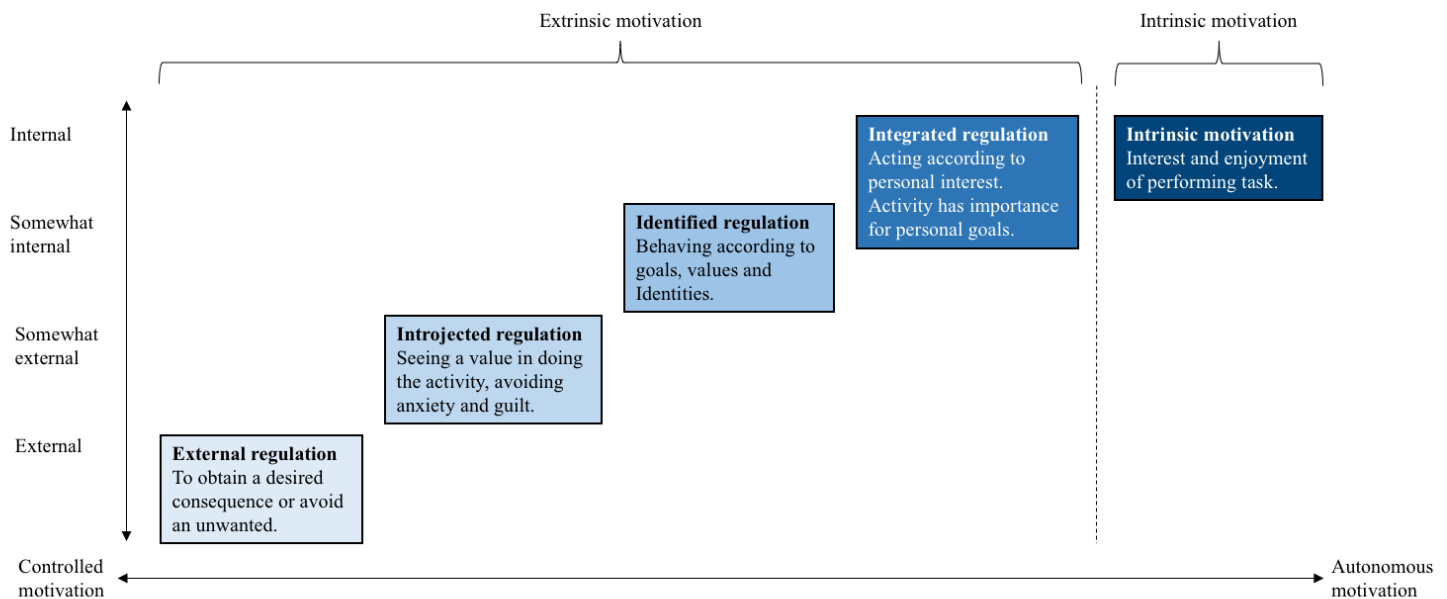 Extrinsic motivation
Intrinsic motivation
Internal
Somewhat
internal
Somewhat
external
External
Integrated regulation
Acting according to
personal interest.
Activity has importance
for personal goals.
Intrinsic motivation
Interest and enjoyment
of performing task.
Identified regulation
Behaving according to
goals, values and
Identities.
Introjected regulation
Seeing a value in doing
the activity, avoiding
anxiety and guilt.
External regulation
To obtain a desired
consequence or avoid
an unwanted.
Controlled
motivation
Autonomous
motivation